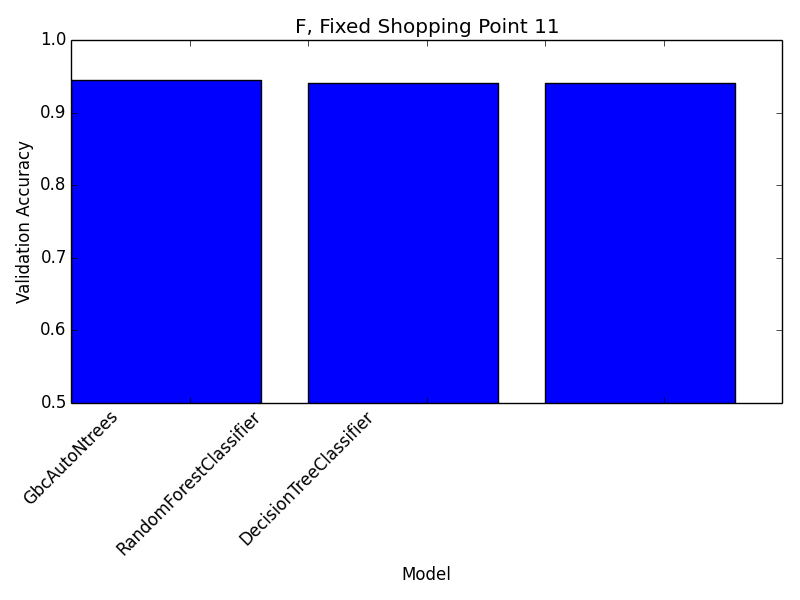 F, Fixed Shopping Point 11
1.0
0.9
0.8
0.7
0.6
0.5
Validation Accuracy
GbcAutoNtrees
RandomForestClassifier
DecisionTreeClassifier
Model